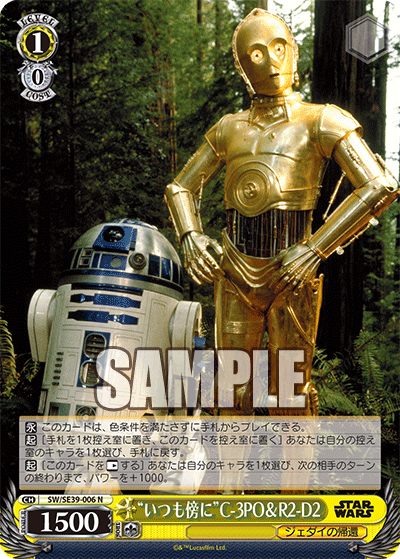 LEVEL
1
0
COST
SAMPLE
永 このカードは、色条件を満たさずに手札からプレイできる。
起 [手札を1枚控え室に置き、このカードを控え室に置く] あなたは自分の控え
室のキャラを1枚選び、手札に戻す。
起 [このカードを する] あなたは自分のキャラを1枚選び、次の相手のターン
の終わりまで、パワーを+1000。
CH SW/SE39-006 N
1500
1
“いつも傍に”C-3PO&R2-D2
STAR WARS
ジェダイの帰還
©&™Lucasfilm Ltd.